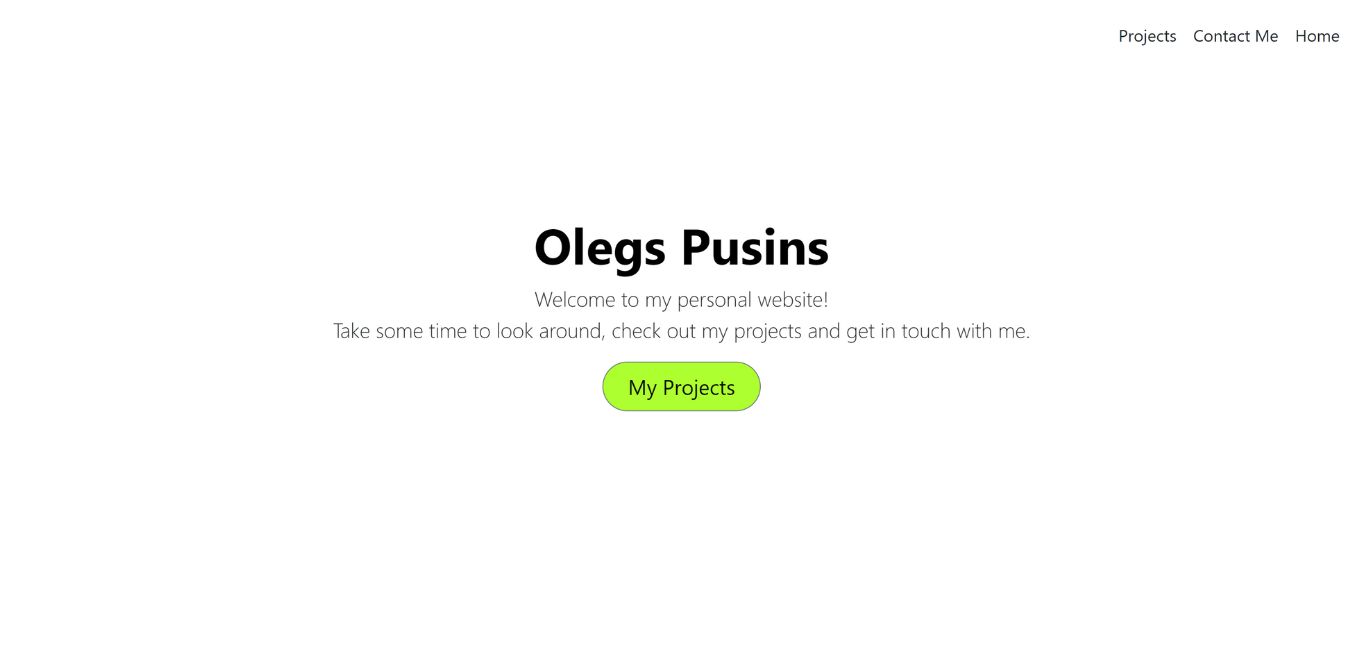 Projects Contact Me Home
Olegs Pusins
Welcome to my personal website!
Take some time to look around, check out my projects and get in touch with me.
My Projects